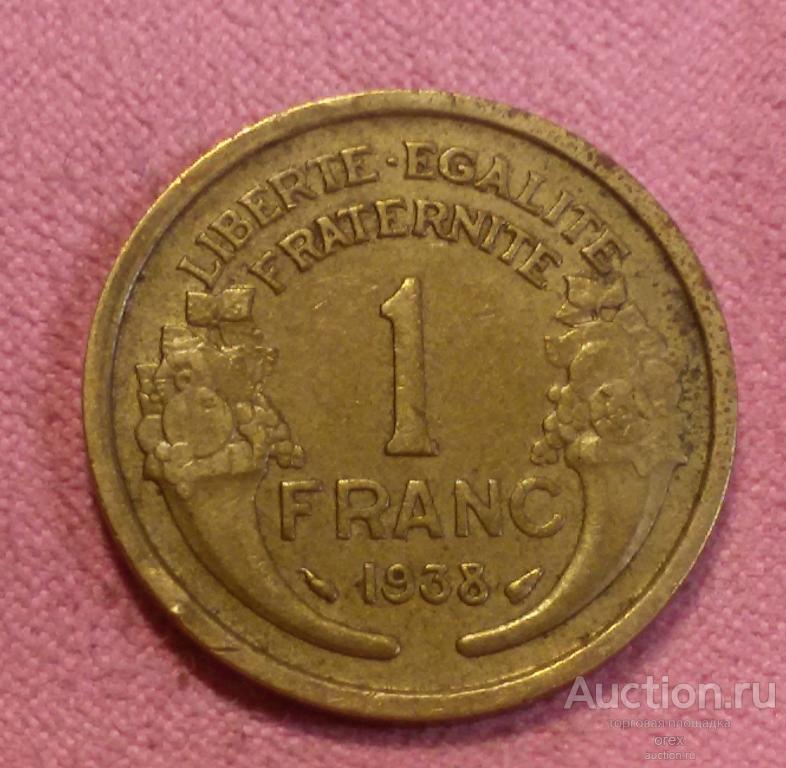 LIBERTE · EGALITE
FRATERNITE
1
FRANC
1938
Auction.ru
торговая площадка
orex
auction.ru